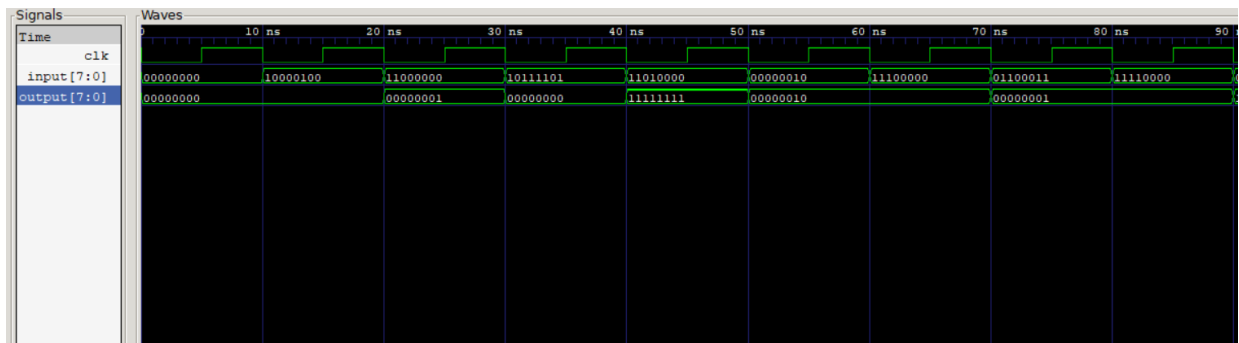 Signals
Waves
Time
10 ns 20 ns 30 ns 40 ns 50 ns 60 ns 70 ns 80 ns 90
clk
input[7:0] 00000000 10000100 11000000 10111101 11010000 00000010 11100000 01100011 11110000
output[7:0] 00000000 00000001 00000000 11111111 00000010 00000001